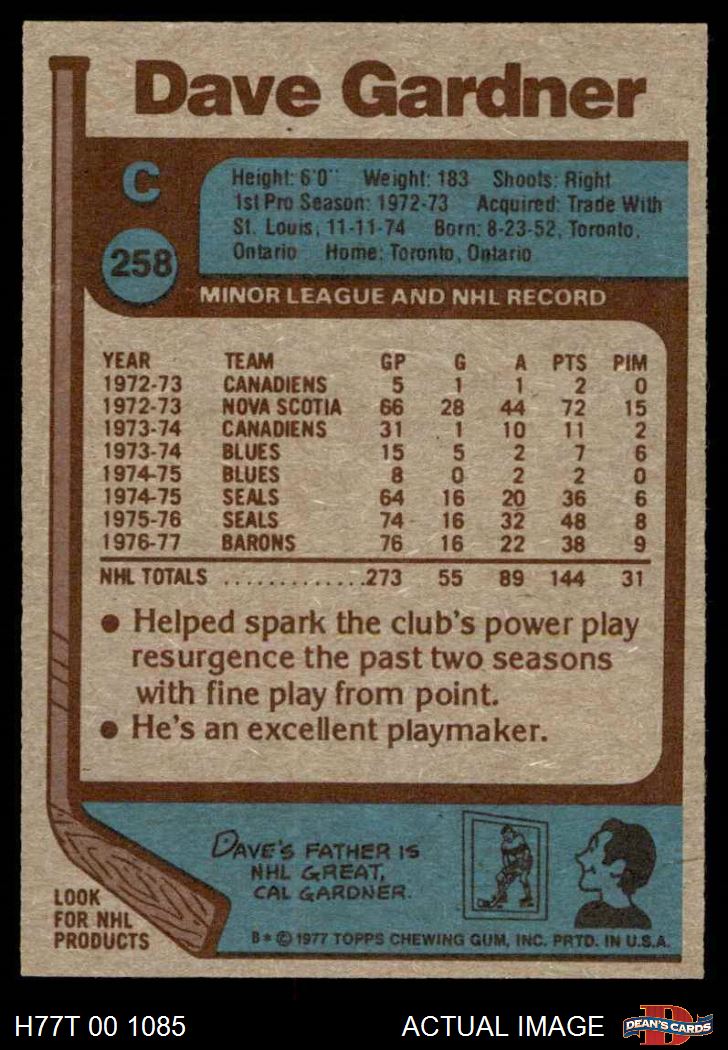 Dave Gardner
C
258
Height: 6'0" Weight: 183 Shoots: Right
1st Pro Season: 1972-73 Acquired: Trade With
St. Louis, 11-11-74 Born: 8-23-52, Toronto,
Ontario Home: Toronto, Ontario
MINOR LEAGUE AND NHL RECORD
YEAR TEAM GP G A PTS PIM
1972-73 CANADIENS 5 1 1 2 0
1972-73 NOVA SCOTIA 66 28 44 72 15
1973-74 CANADIENS 31 1 10 11 2
1973-74 BLUES 15 5 2 7 6
1974-75 BLUES 8 0 2 2 0
1974-75 SEALS 64 16 20 36 6
1975-76 SEALS 74 16 32 48 8
1976-77 BARONS 76 16 22 38 9
NHL TOTALS .............273 55 89 144 31
● Helped spark the club's power play
resurgence the past two seasons
with fine play from point.
● He's an excellent playmaker.
DAVE'S FATHER IS
NHL GREAT,
CAL GARDNER.
LOOK
FOR NHL
PRODUCTS
B* © 1977 TOPPS CHEWING GUM, INC. PRTD. IN U.S.A.
H77T 00 1085 ACTUAL IMAGE D DEAN'S CARDS